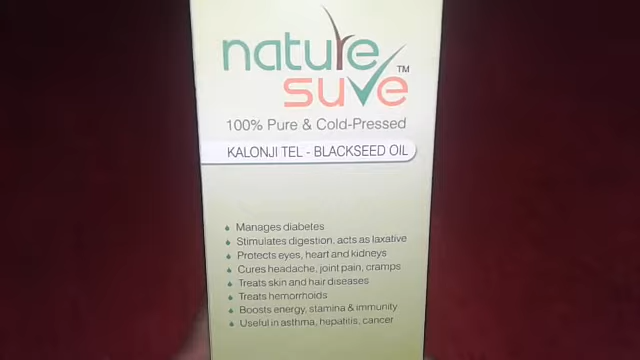 nature
sure™
100% Pure & Cold-Pressed
KALONJI TEL - BLACKSEED OIL
Manages diabetes
Stimulates digestion, acts as laxative
Protects eyes, heart and kidneys
Cures headache, joint pain, cramps
Treats skin and hair diseases
Treats hemorrhoids
Boosts energy, stamina & immunity
Useful in asthma, hepatitis, cancer